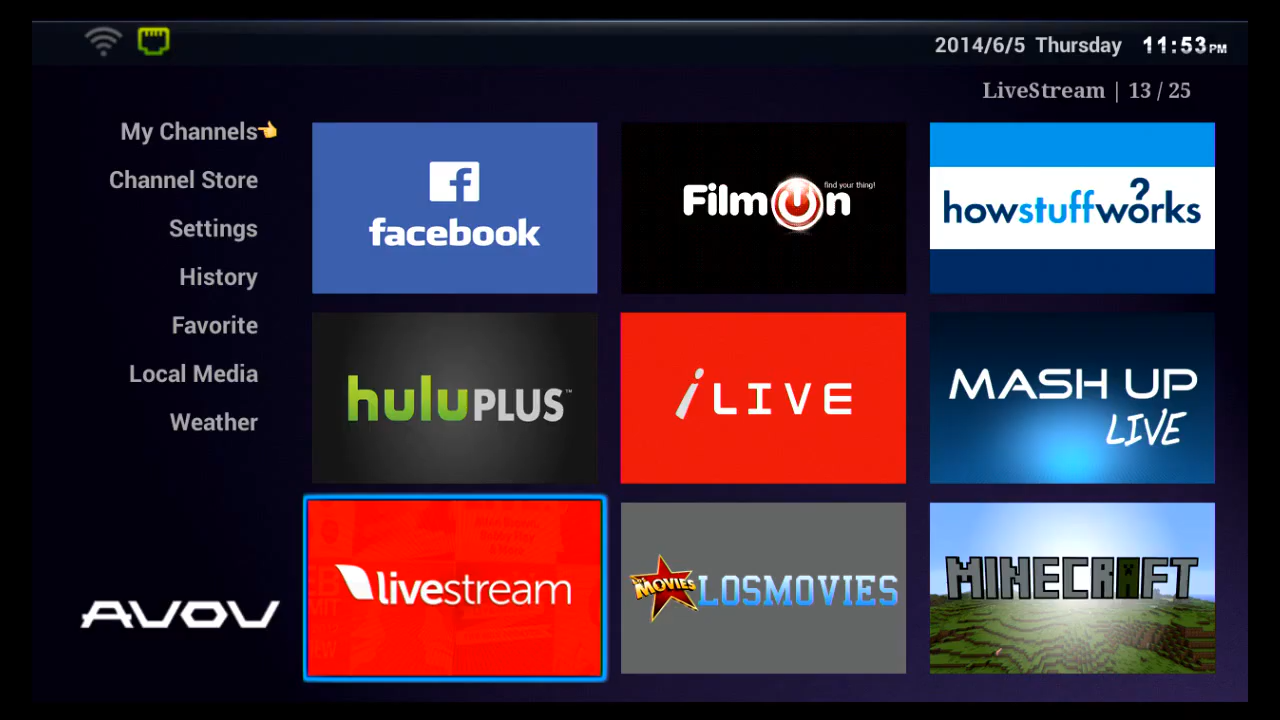 2014/6/5 Thursday 11:53PM
LiveStream | 13 / 25
My Channels
Channel Store
Settings
History
Favorite
Local Media
Weather
AVOV
facebook
FilmOn find your thing!
howstuffworks
huluPLUS™
iLIVE
MASH UP
LIVE
livestream
MOVIES LOSMOVIES
MINECRAFT